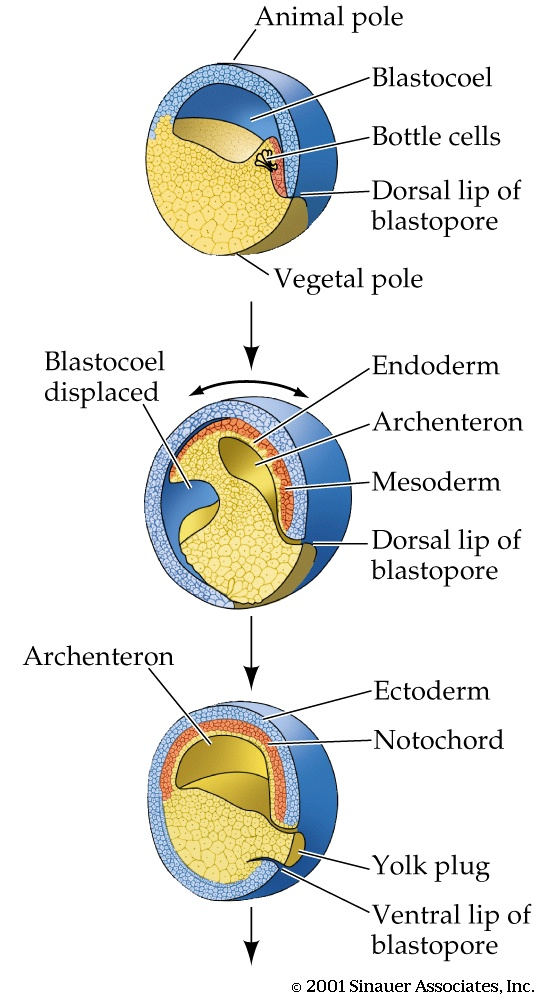 Animal pole
Blastocoel
Bottle cells
Dorsal lip of
blastopore
Vegetal pole
Blastocoel
displaced
Endoderm
Archenteron
Mesoderm
Dorsal lip of
blastopore
Archenteron
Ectoderm
Notochord
Yolk plug
Ventral lip of
blastopore
© 2001 Sinauer Associates, Inc.